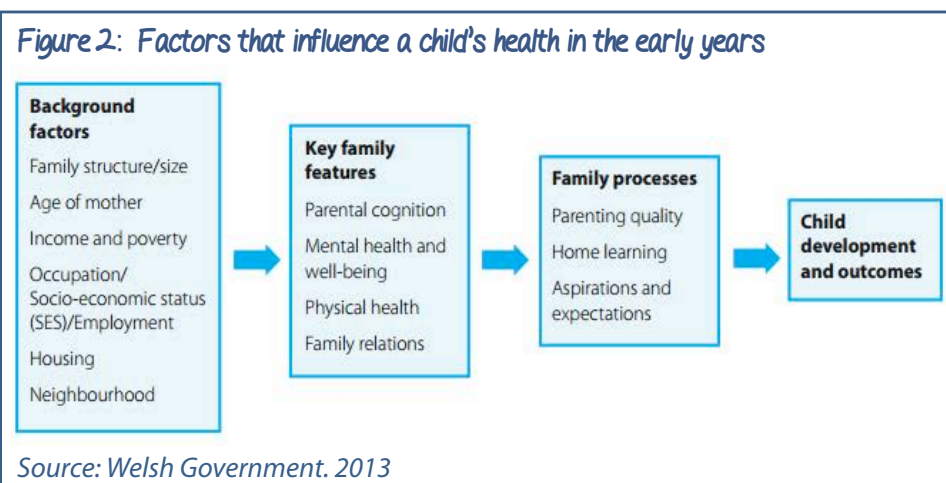 Figure 2: Factors that influence a child's health in the early years
Background
factors
Family structure/size
Age of mother
Income and poverty
Occupation/
Socio-economic status
(SES)/Employment
Housing
Neighbourhood
Key family
features
Parental cognition
Mental health and
well-being
Physical health
Family relations
Family processes
Parenting quality
Home learning
Aspirations and
expectations
Child
development
and outcomes
Source: Welsh Government. 2013